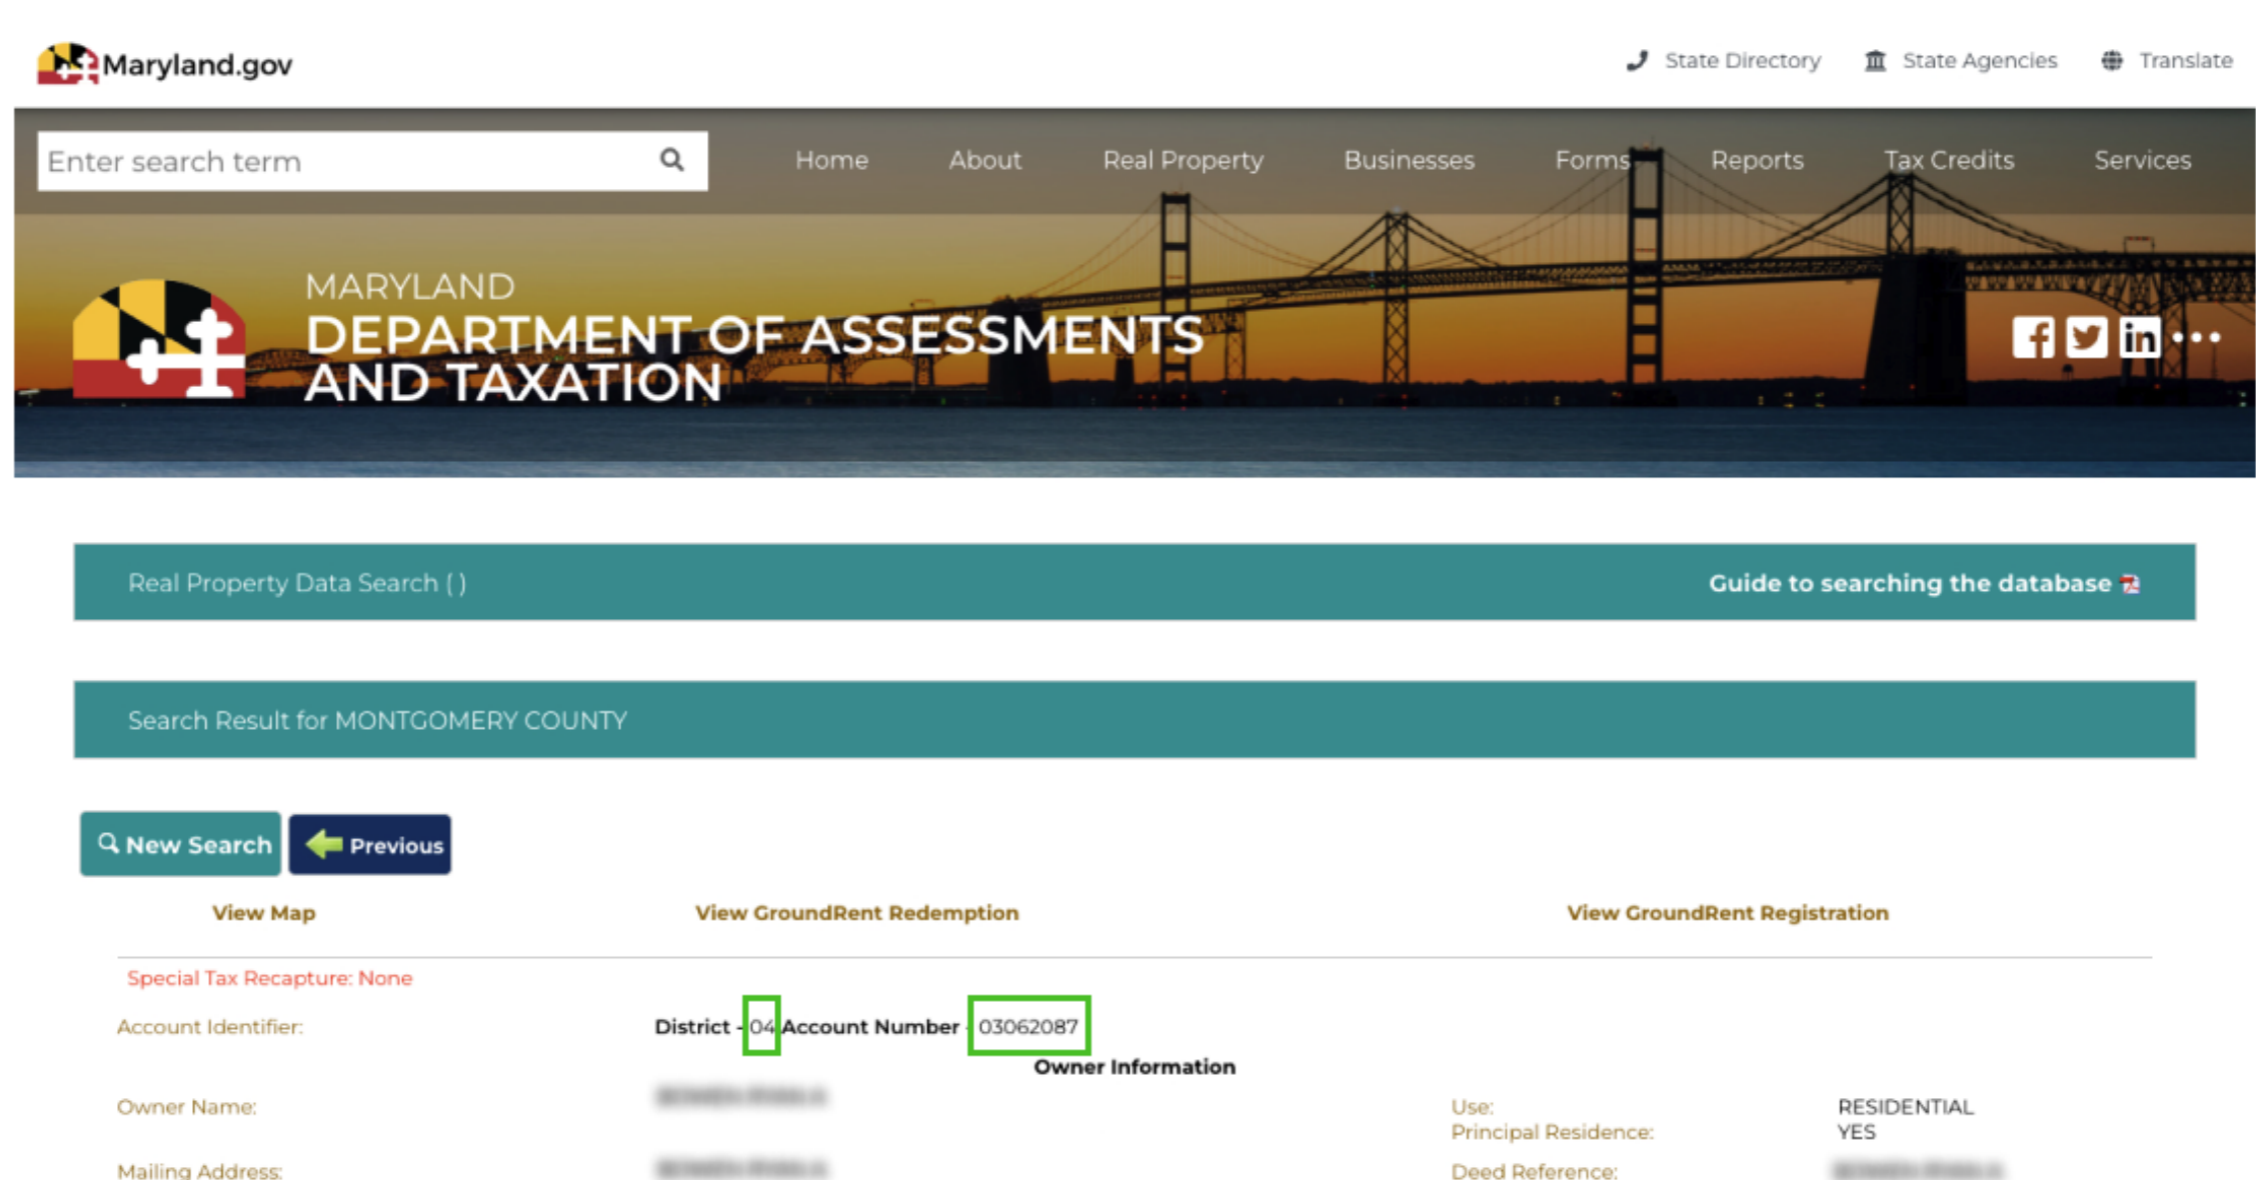 Maryland.gov
State Directory State Agencies Translate
Enter search term
Home About Real Property Businesses Forms Reports Tax Credits Services
MARYLAND
DEPARTMENT OF ASSESSMENTS
AND TAXATION
Real Property Data Search ( ) Guide to searching the database
Search Result for MONTGOMERY COUNTY
New Search Previous
View Map View GroundRent Redemption View GroundRent Registration
Special Tax Recapture: None
Account Identifier: District - 04 Account Number - 03062087
Owner Information
Owner Name: Use: RESIDENTIAL
Principal Residence: YES
Mailing Address: Deed Reference: